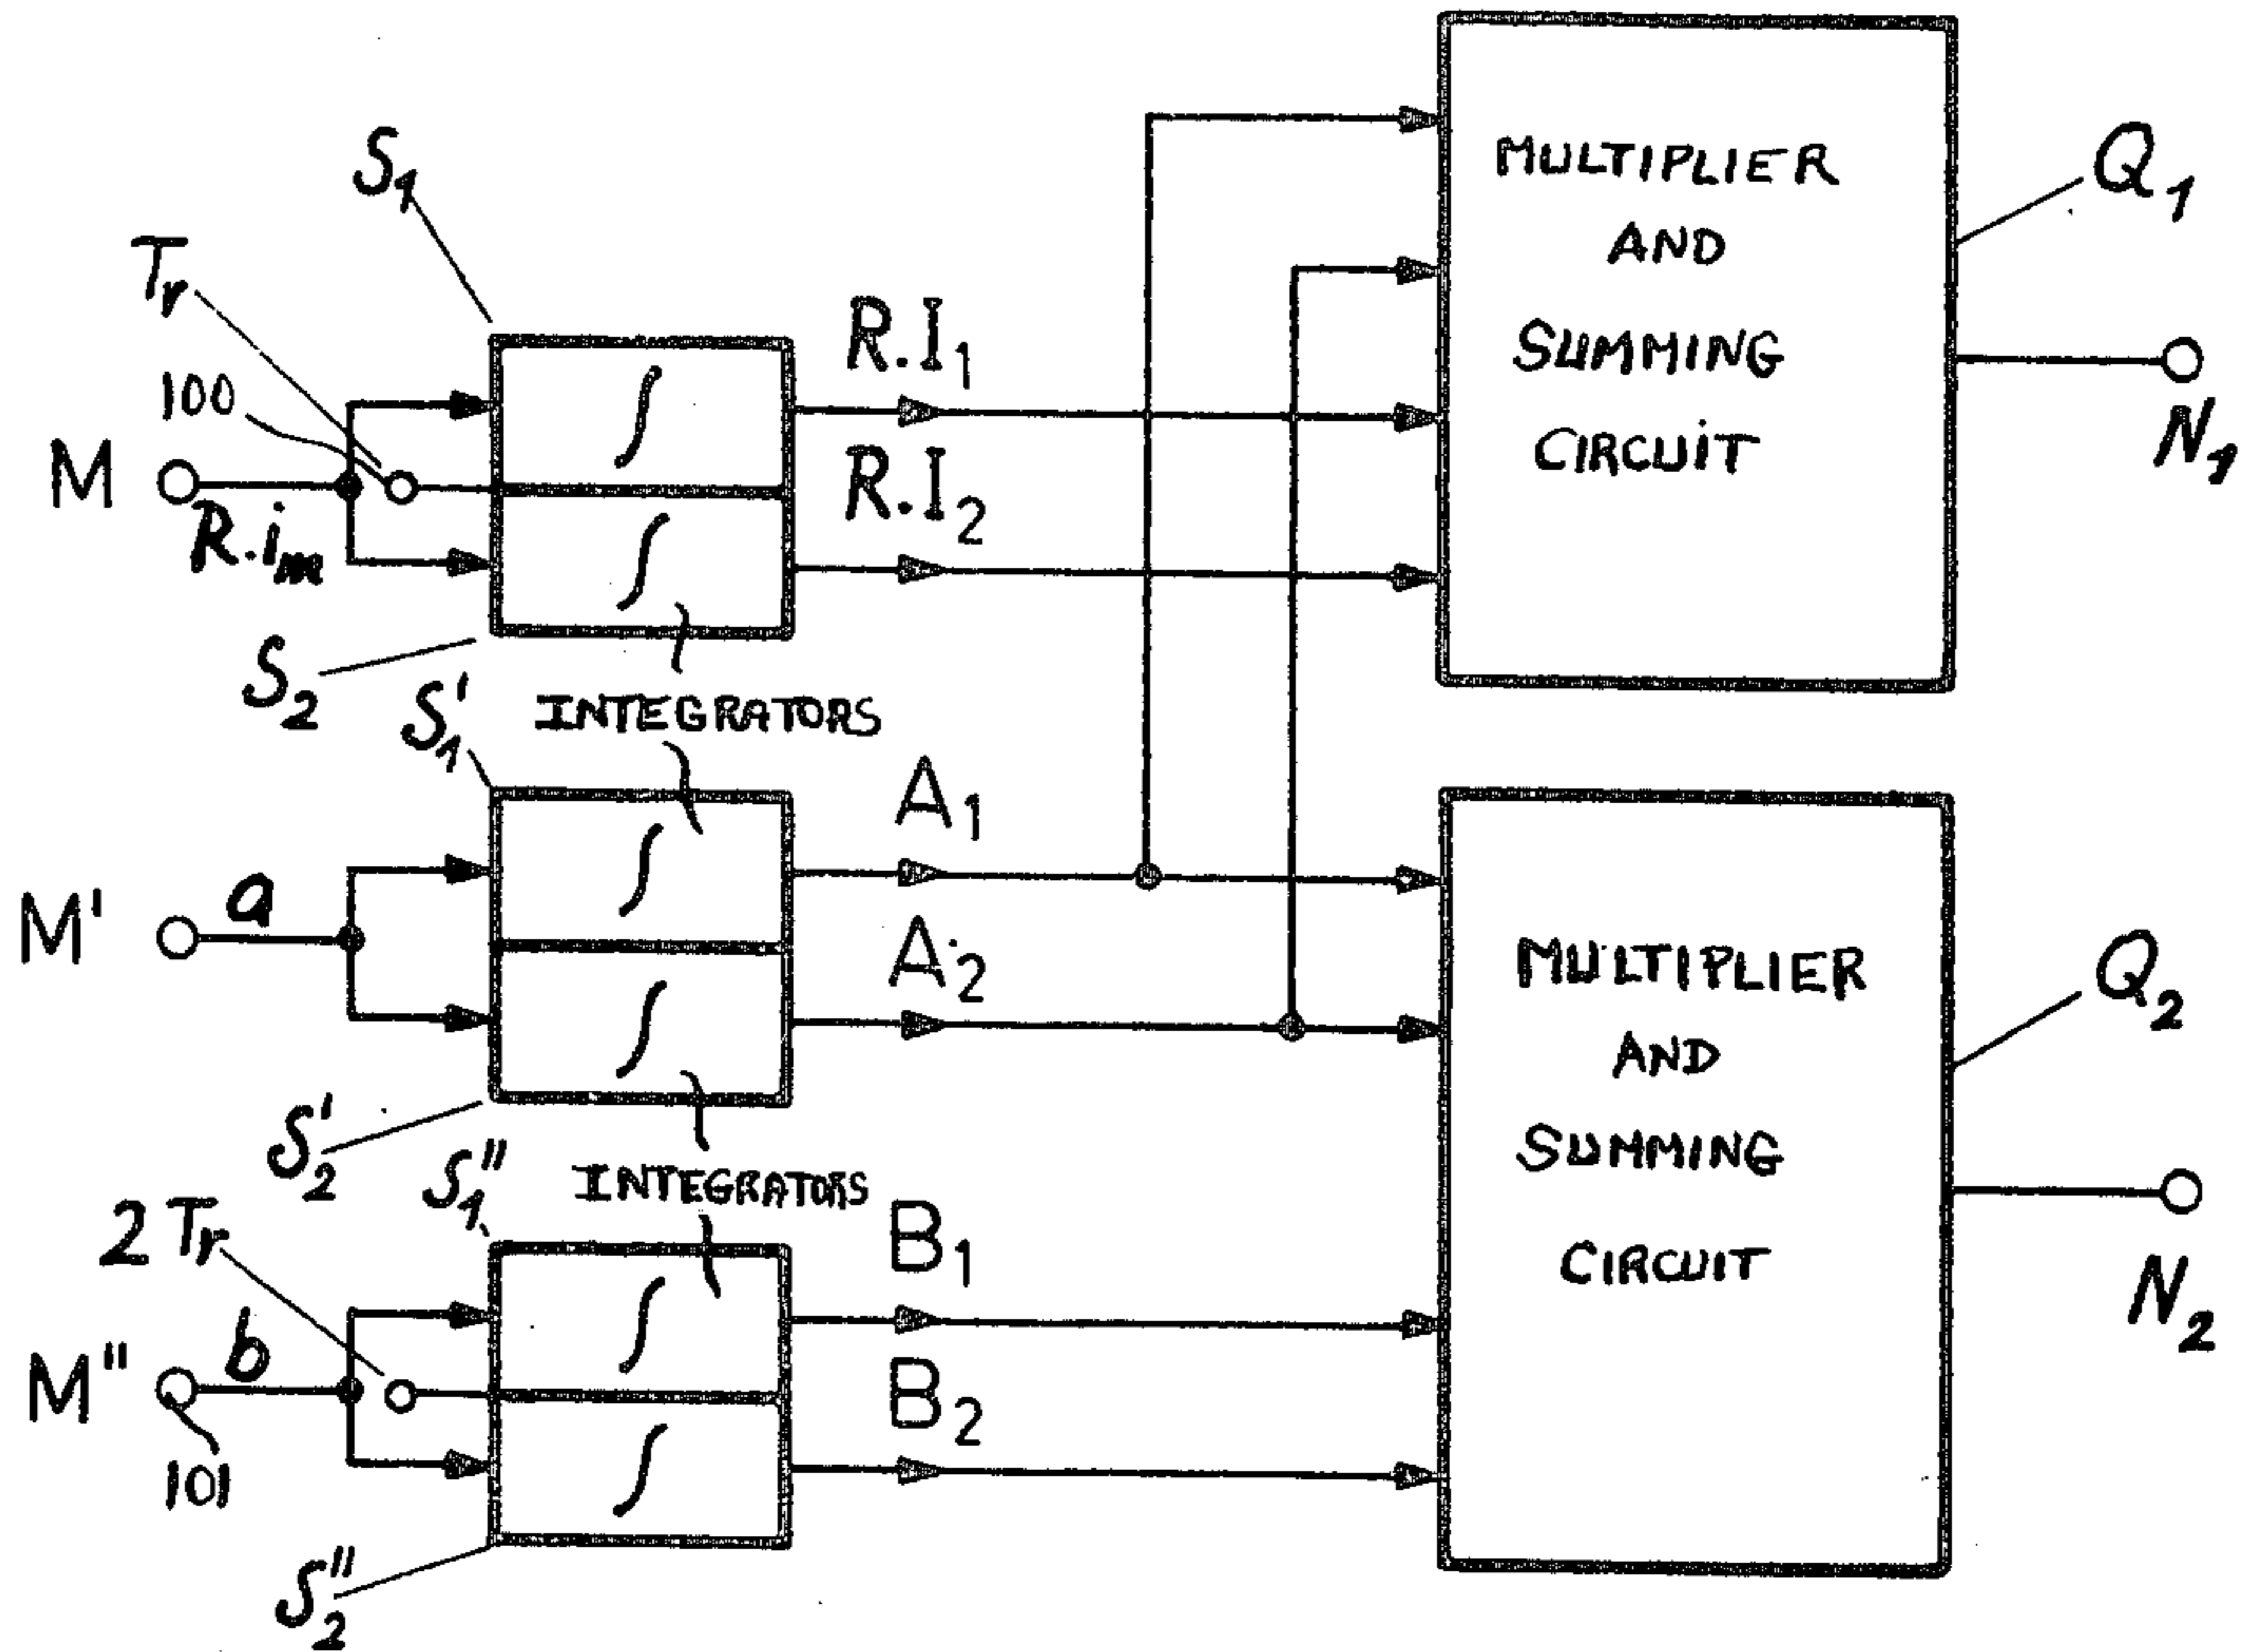 S₁
Tᵣ
100
M
R.iₘ
∫
∫
S₂
R.I₁
R.I₂
MULTIPLIER
AND
SUMMING
CIRCUIT
Q₁
N₁
INTEGRATORS
S'₁
M'
a
∫
∫
S'₂
A₁
A₂
INTEGRATORS
S"₁
2Tᵣ
M"
b
101
∫
∫
S"₂
B₁
B₂
MULTIPLIER
AND
SUMMING
CIRCUIT
Q₂
N₂